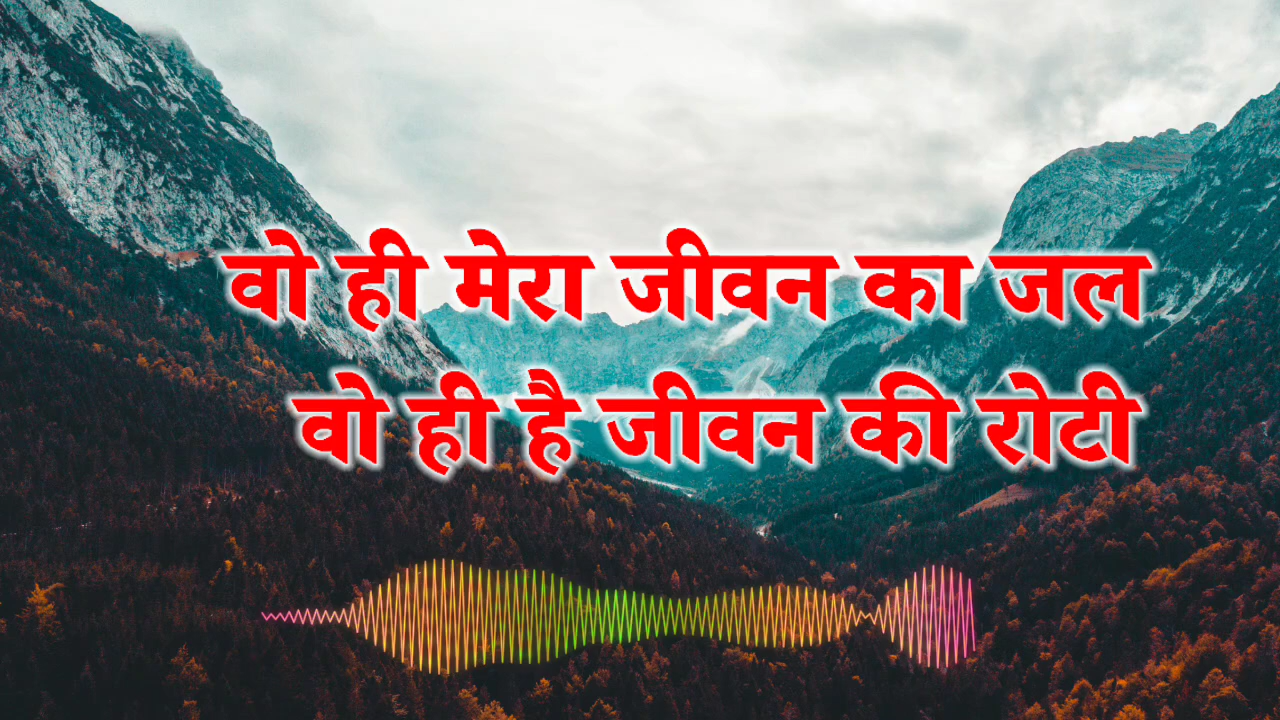 वो ही मेरा जीवन का जल
वो ही है जीवन की रोटी